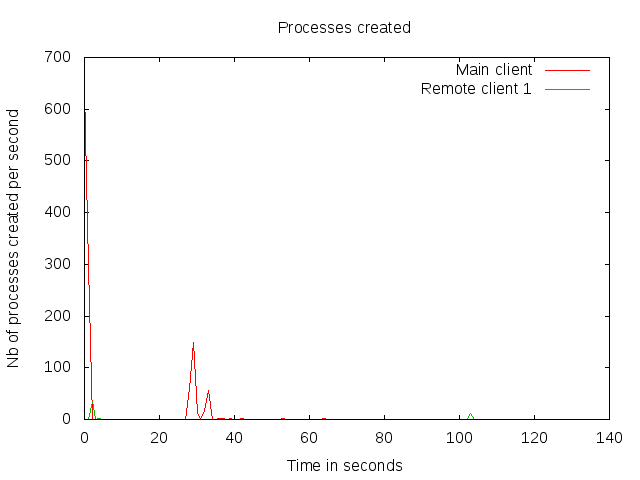 Processes created
Main client
Remote client 1
Nb of processes created per second
700
600
500
400
300
200
100
0
0 20 40 60 80 100 120 140
Time in seconds